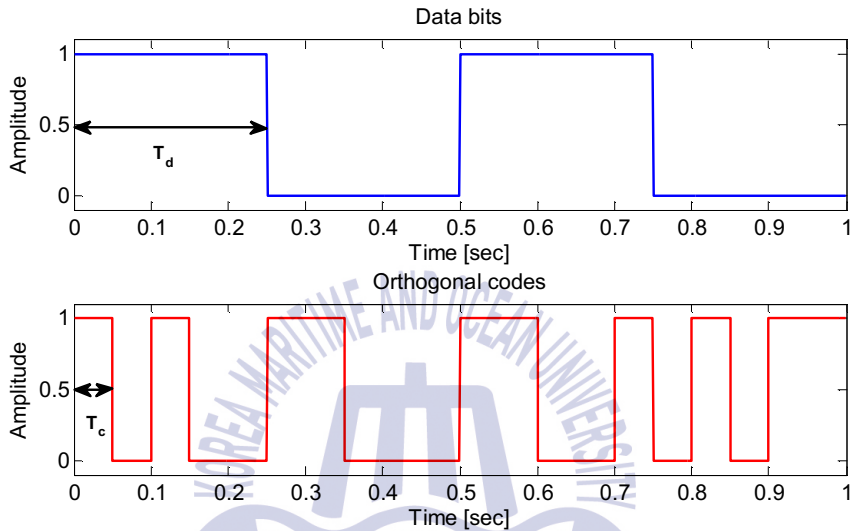 Data bits
Amplitude
1
0.5
0
T_d
0 0.1 0.2 0.3 0.4 0.5 0.6 0.7 0.8 0.9 1
Time [sec]
Orthogonal codes
Amplitude
1
0.5
0
T_c
0 0.1 0.2 0.3 0.4 0.5 0.6 0.7 0.8 0.9 1
Time [sec]
KOREA MARITIME AND OCEAN UNIVERSITY